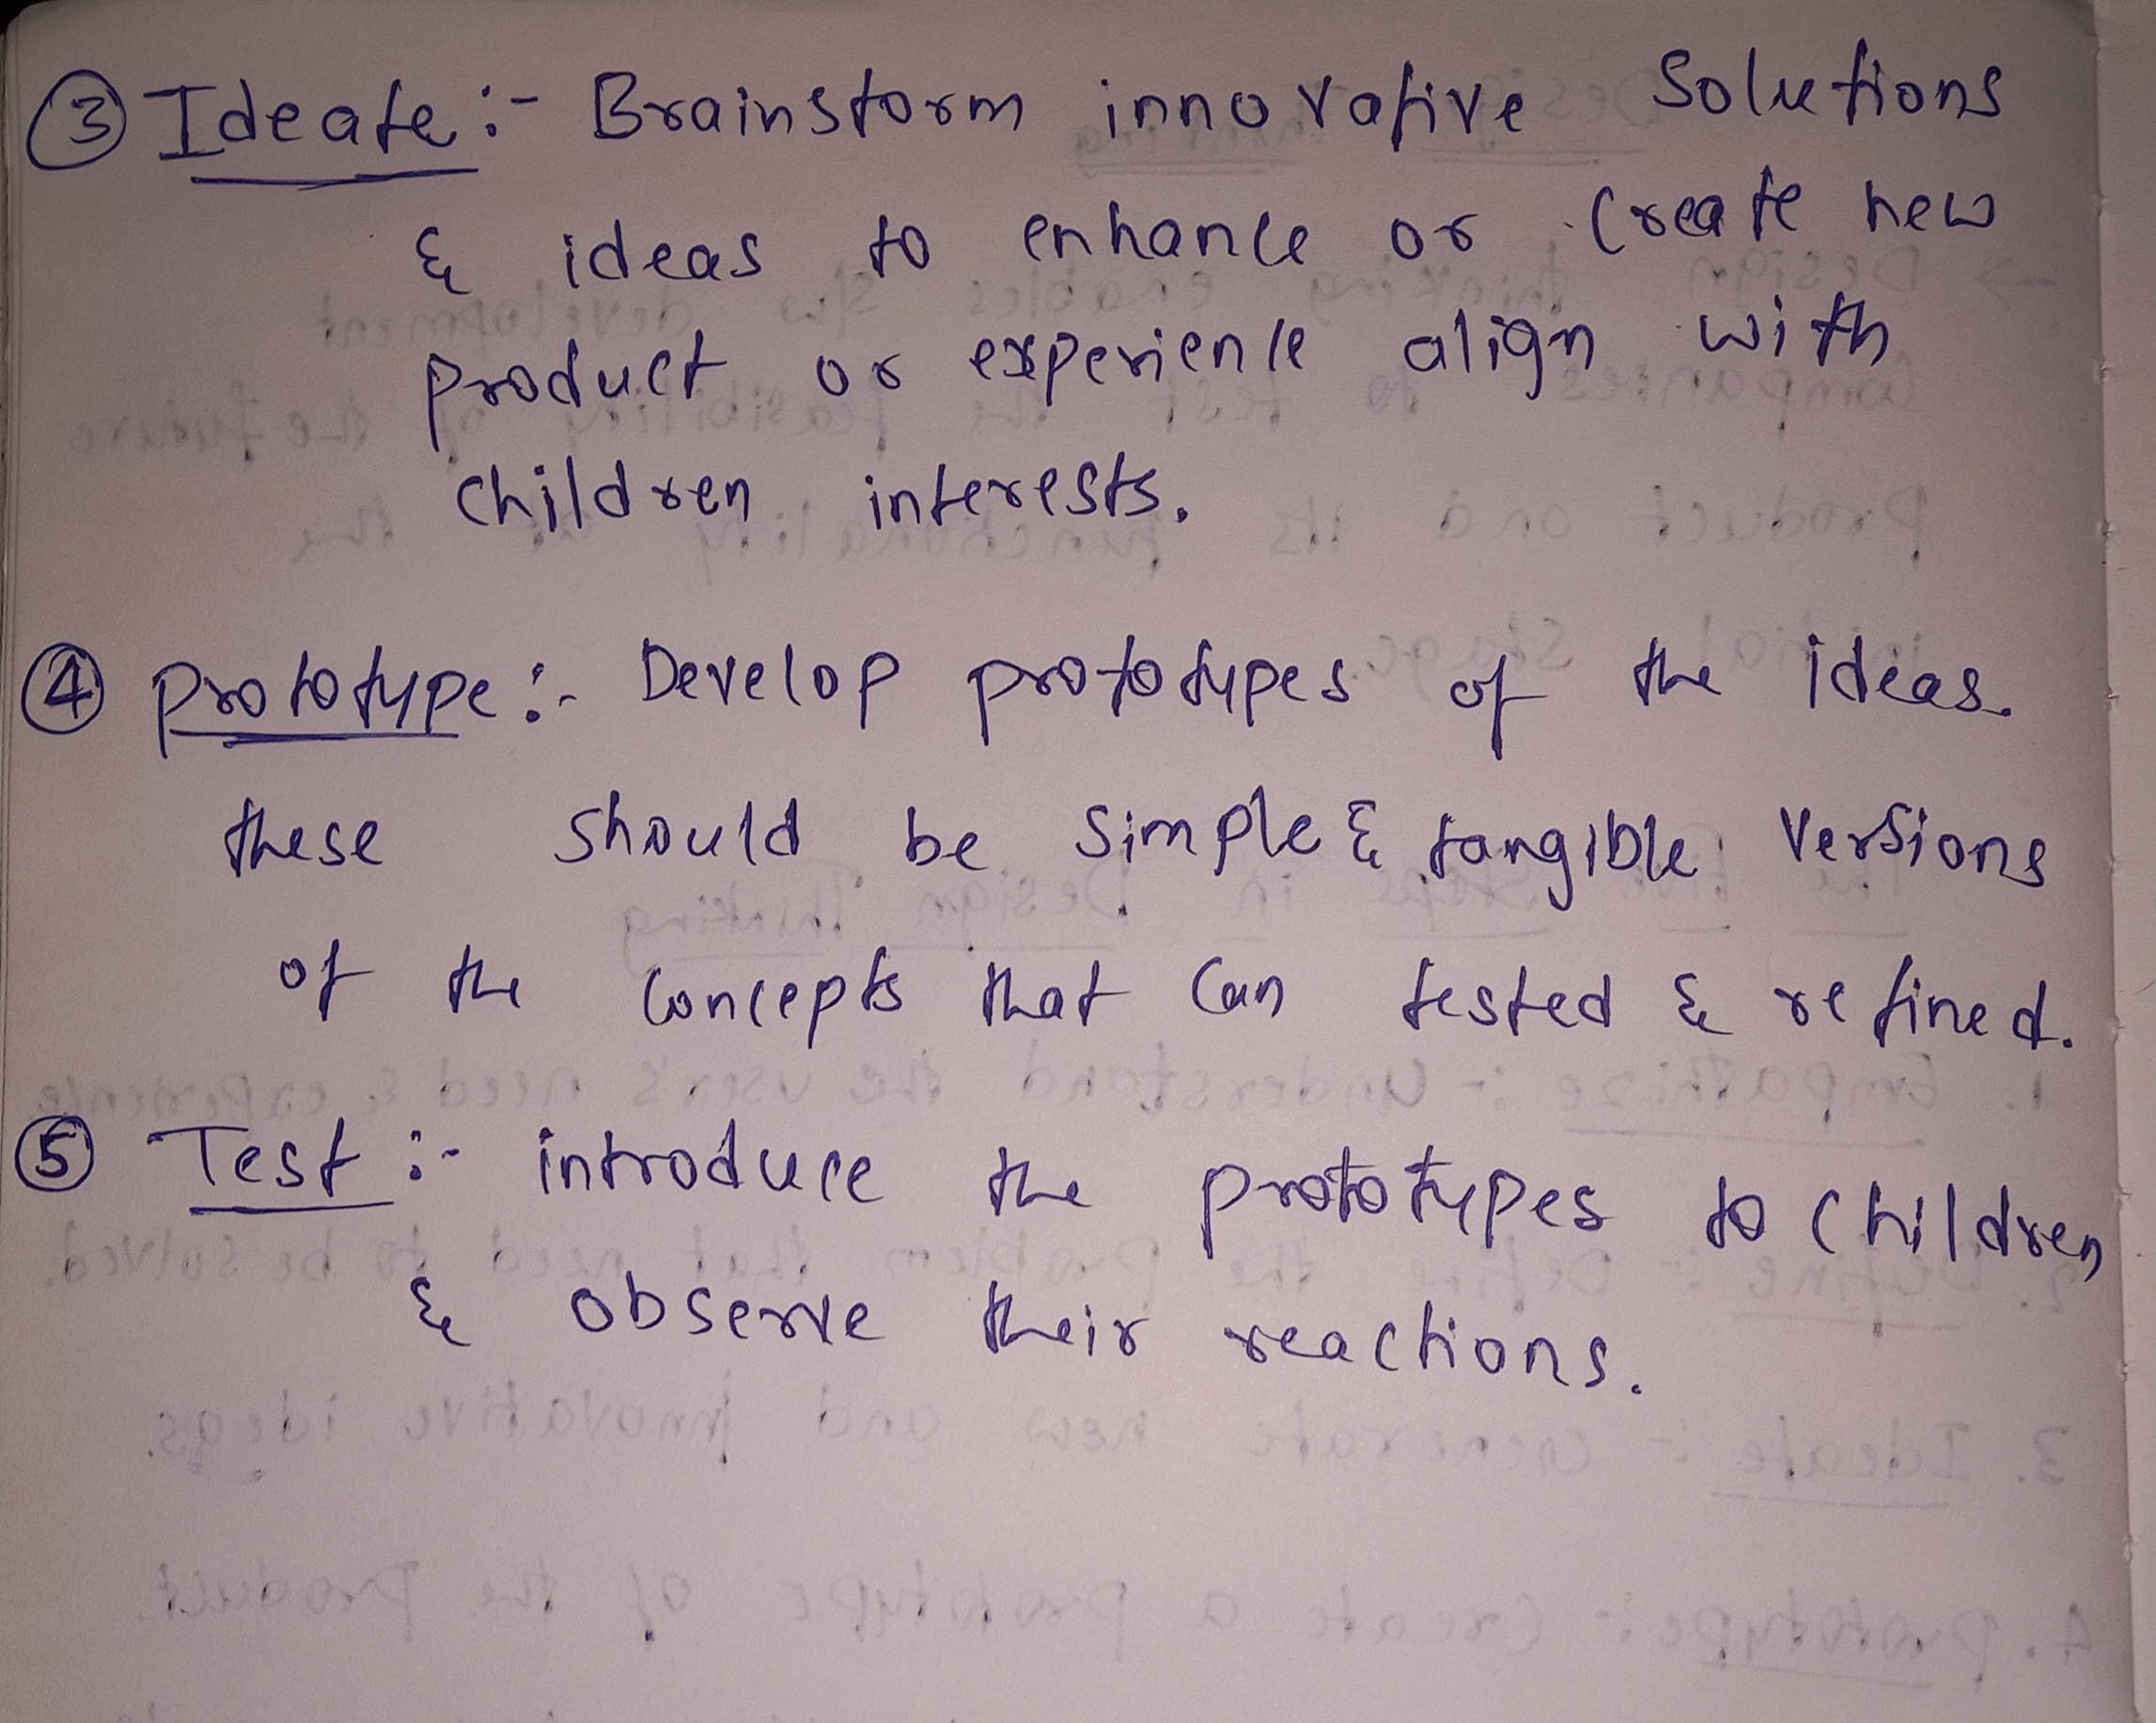 ③ Ideate :- Brainstorm innovative Solutions
& ideas to enhance or Create new
product or experience align with
children interests.
④ prototype :- Develop prototypes of the ideas.
these should be simple & tangible versions
of the concepts that can tested & refined.
⑤ Test :- introduce the prototypes to children
& observe their reactions.